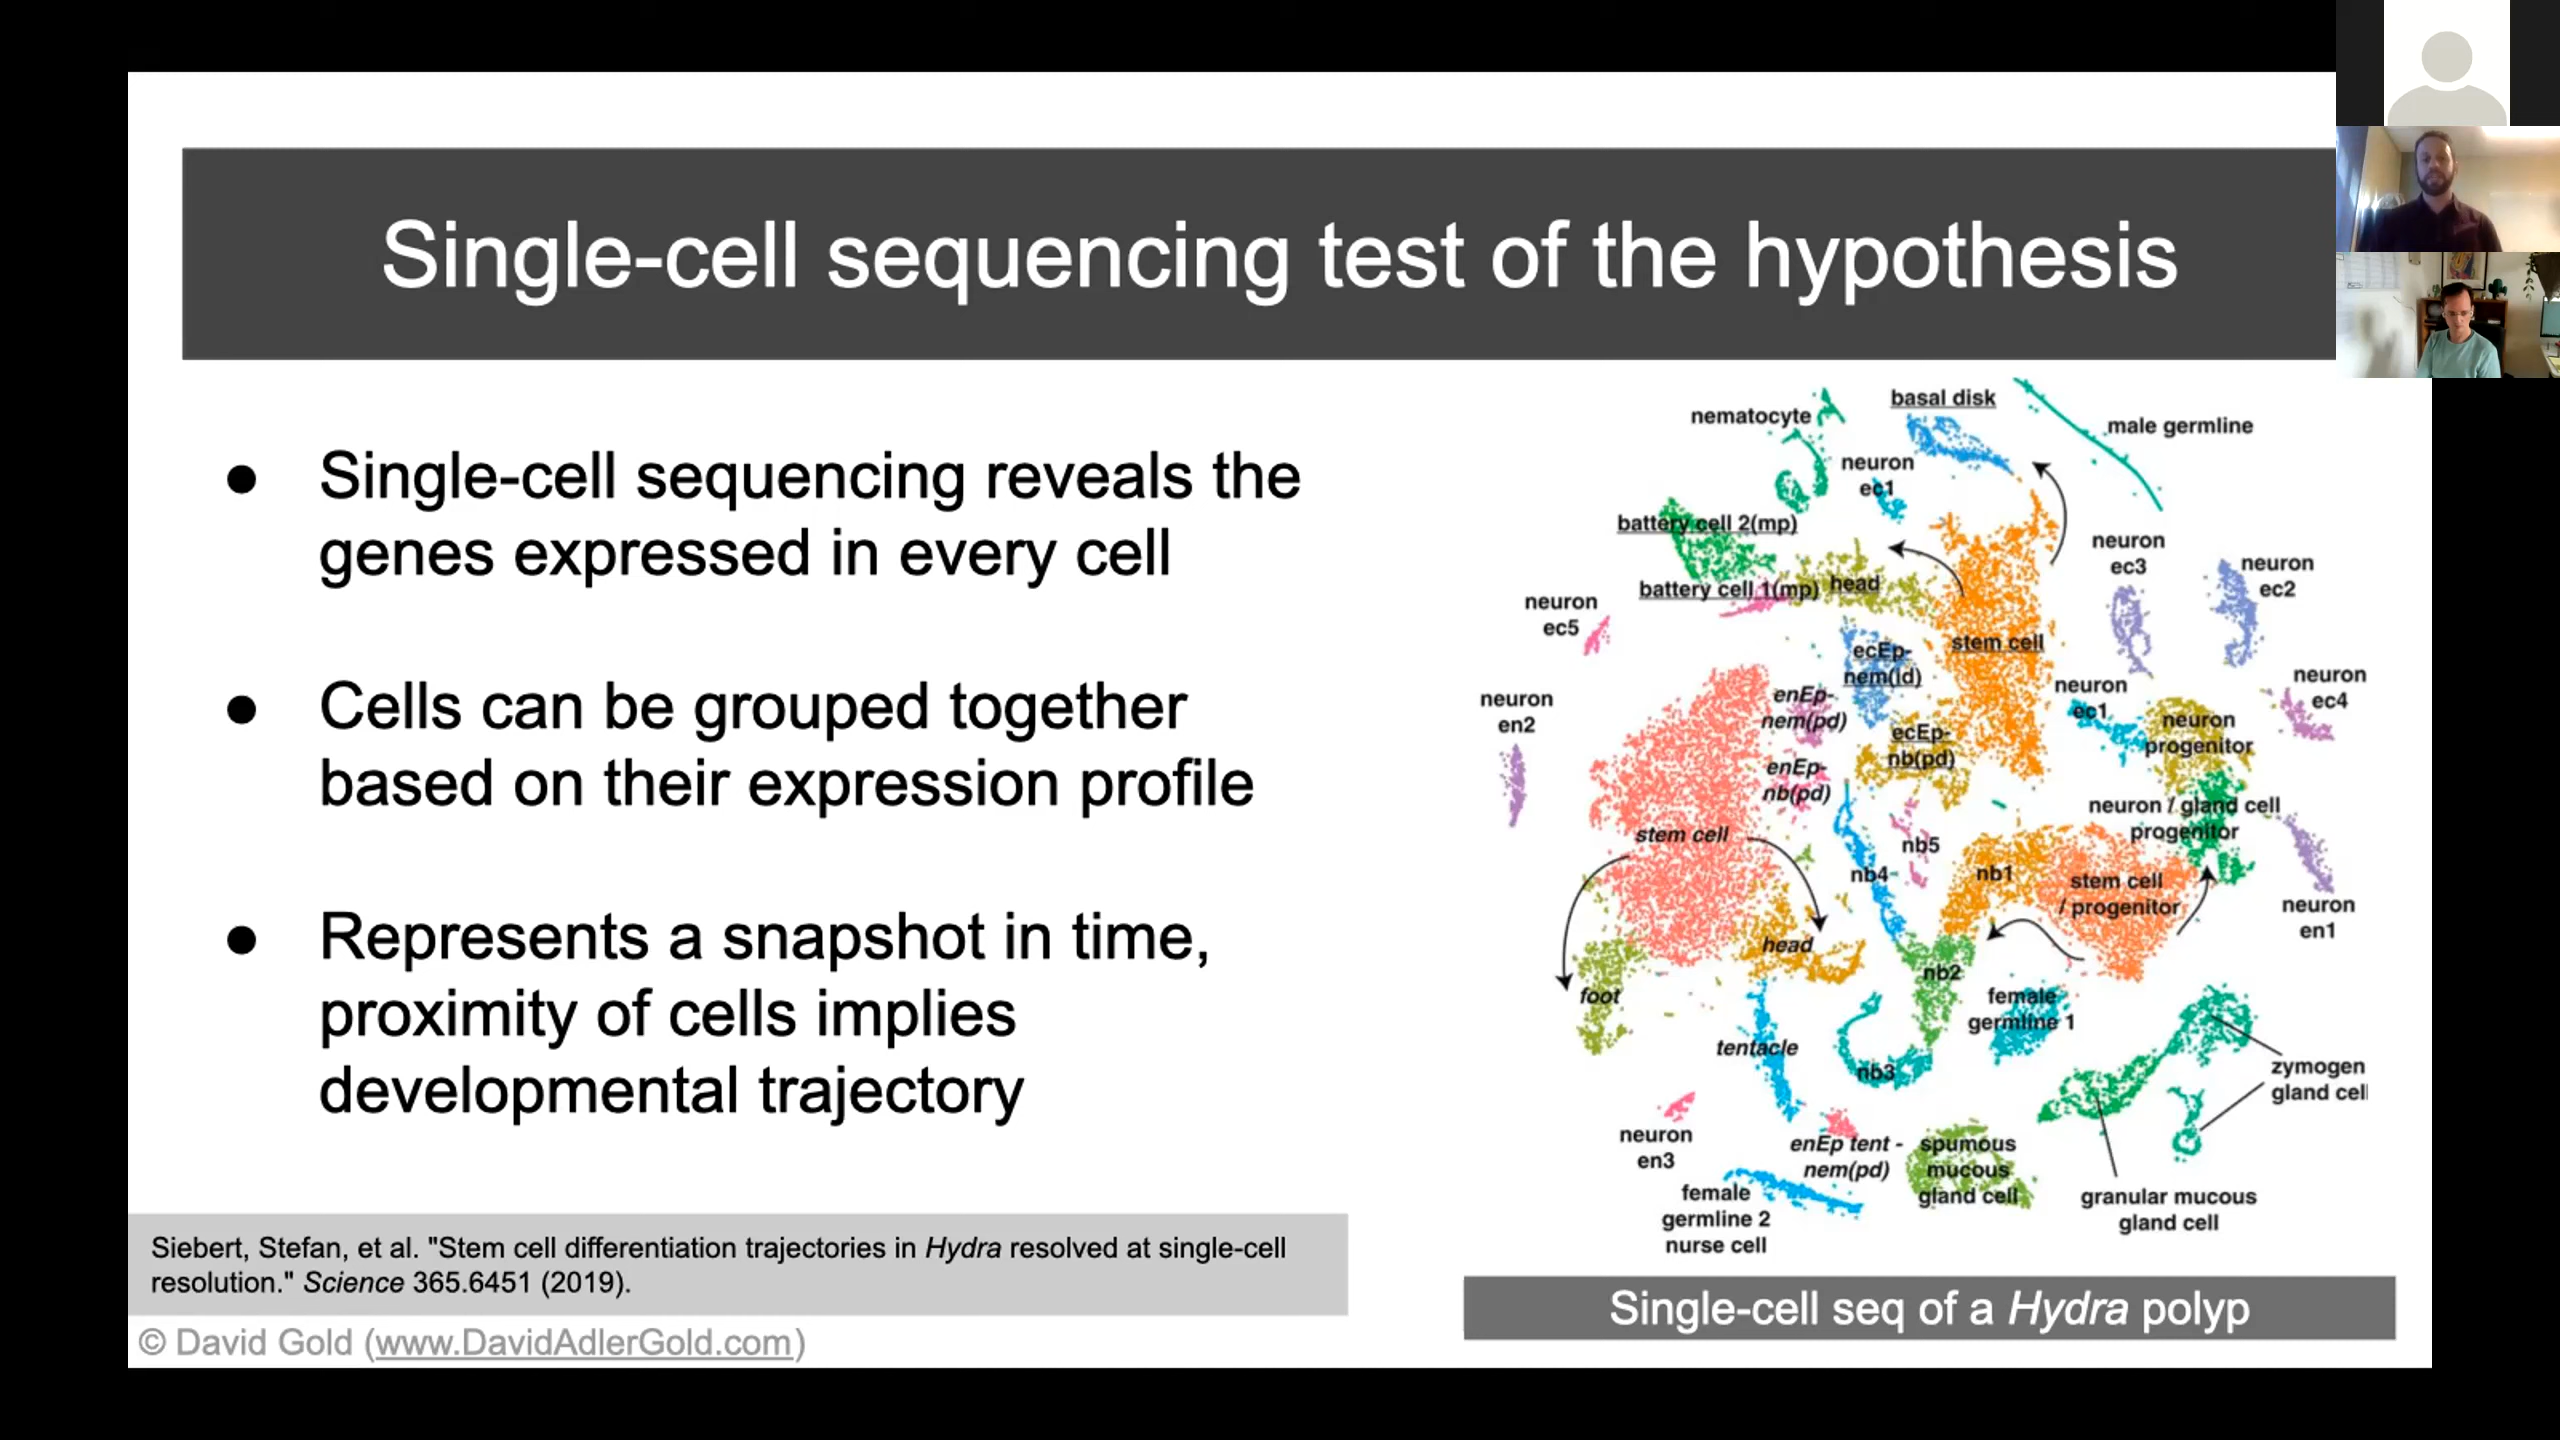 Single-cell sequencing test of the hypothesis
● Single-cell sequencing reveals the
genes expressed in every cell
● Cells can be grouped together
based on their expression profile
● Represents a snapshot in time,
proximity of cells implies
developmental trajectory
Siebert, Stefan, et al. "Stem cell differentiation trajectories in Hydra resolved at single-cell
resolution." Science 365.6451 (2019).
© David Gold (www.DavidAdlerGold.com)
nematocyte
basal disk
male germline
neuron
ec1
battery cell 2(mp)
battery cell 1(mp)
head
neuron
ec3
neuron
ec2
neuron
ec5
stem cell
ecEp-
nem(id)
enEp-
nem(pd)
neuron
ec1
neuron
ec4
neuron
en2
neuron
progenitor
ecEp-
nb(pd)
enEp-
nb(pd)
neuron / gland cell
progenitor
stem cell
nb5
nb4
nb1
stem cell
/ progenitor
neuron
en1
head
nb2
foot
female
germline 1
tentacle
nb3
zymogen
gland cell
neuron
en3
enEp tent -
nem(pd)
spumous
mucous
gland cell
granular mucous
gland cell
female
germline 2
nurse cell
Single-cell seq of a Hydra polyp